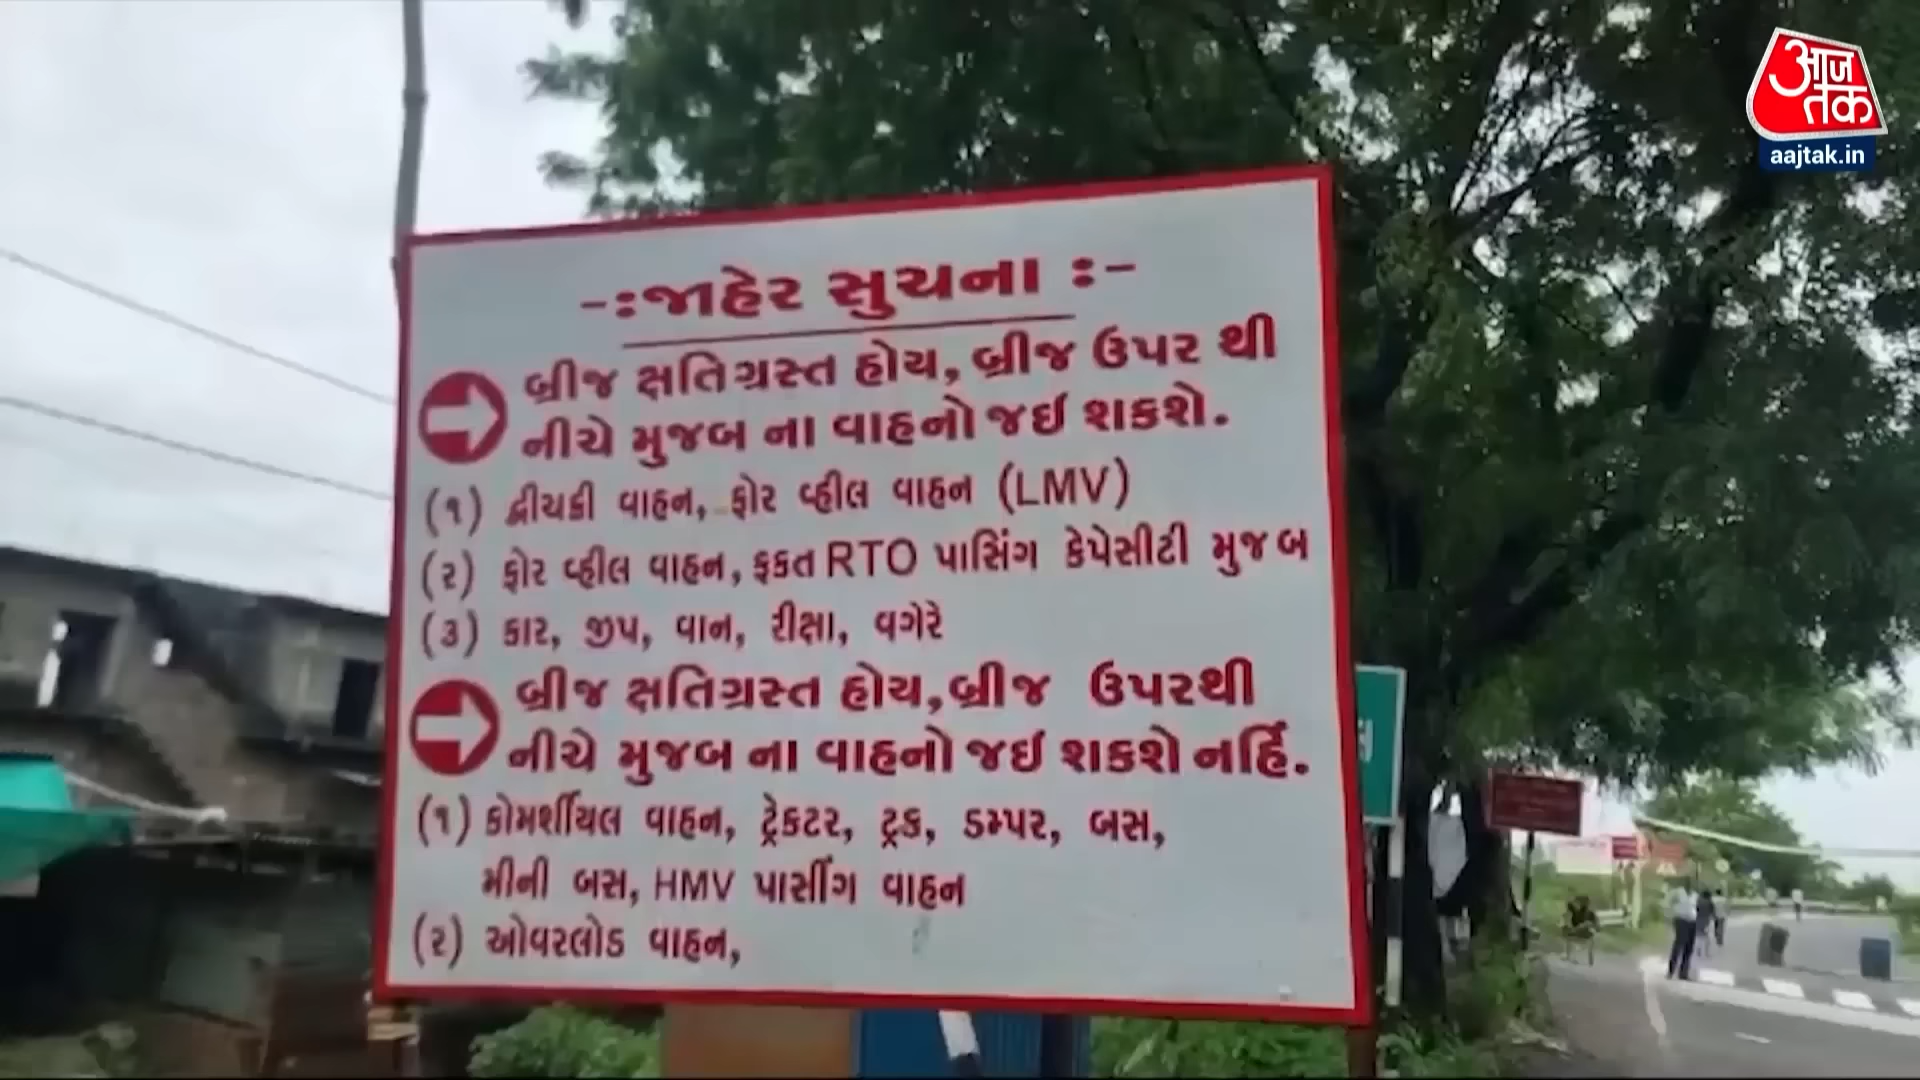 आज
तक
aajtak.in
-:જાહેર સુચના :-
બ્રીજ ક્ષતિગ્રસ્ત હોય, બ્રીજ ઉપર થી
નીચે મુજબ ના વાહનો જઈ શકશે.
(૧) દ્વીચક્રી વાહન, ફોર વ્હીલ વાહન (LMV)
(૨) ફોર વ્હીલ વાહન, ફકત RTO પાસિંગ કેપેસીટી મુજબ
(૩) કાર, જીપ, વાન, રીક્ષા, વગેરે
બ્રીજ ક્ષતિગ્રસ્ત હોય, બ્રીજ ઉપરથી
નીચે મુજબ ના વાહનો જઈ શકશે નહિં.
(૧) કોમર્શીયલ વાહન, ટ્રેકટર, ટ્રક, ડમ્પર, બસ,
મીની બસ, HMV પાર્સીંગ વાહન
(૨) ઓવરલોડ વાહન,